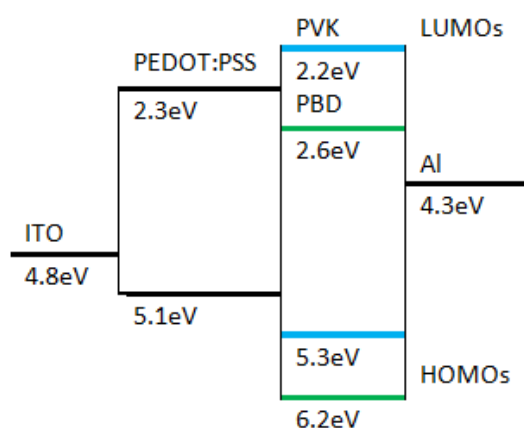 PVK
LUMOs
PEDOT:PSS
2.2eV
2.3eV
PBD
2.6eV
Al
4.3eV
ITO
4.8eV
5.1eV
5.3eV
HOMOs
6.2eV